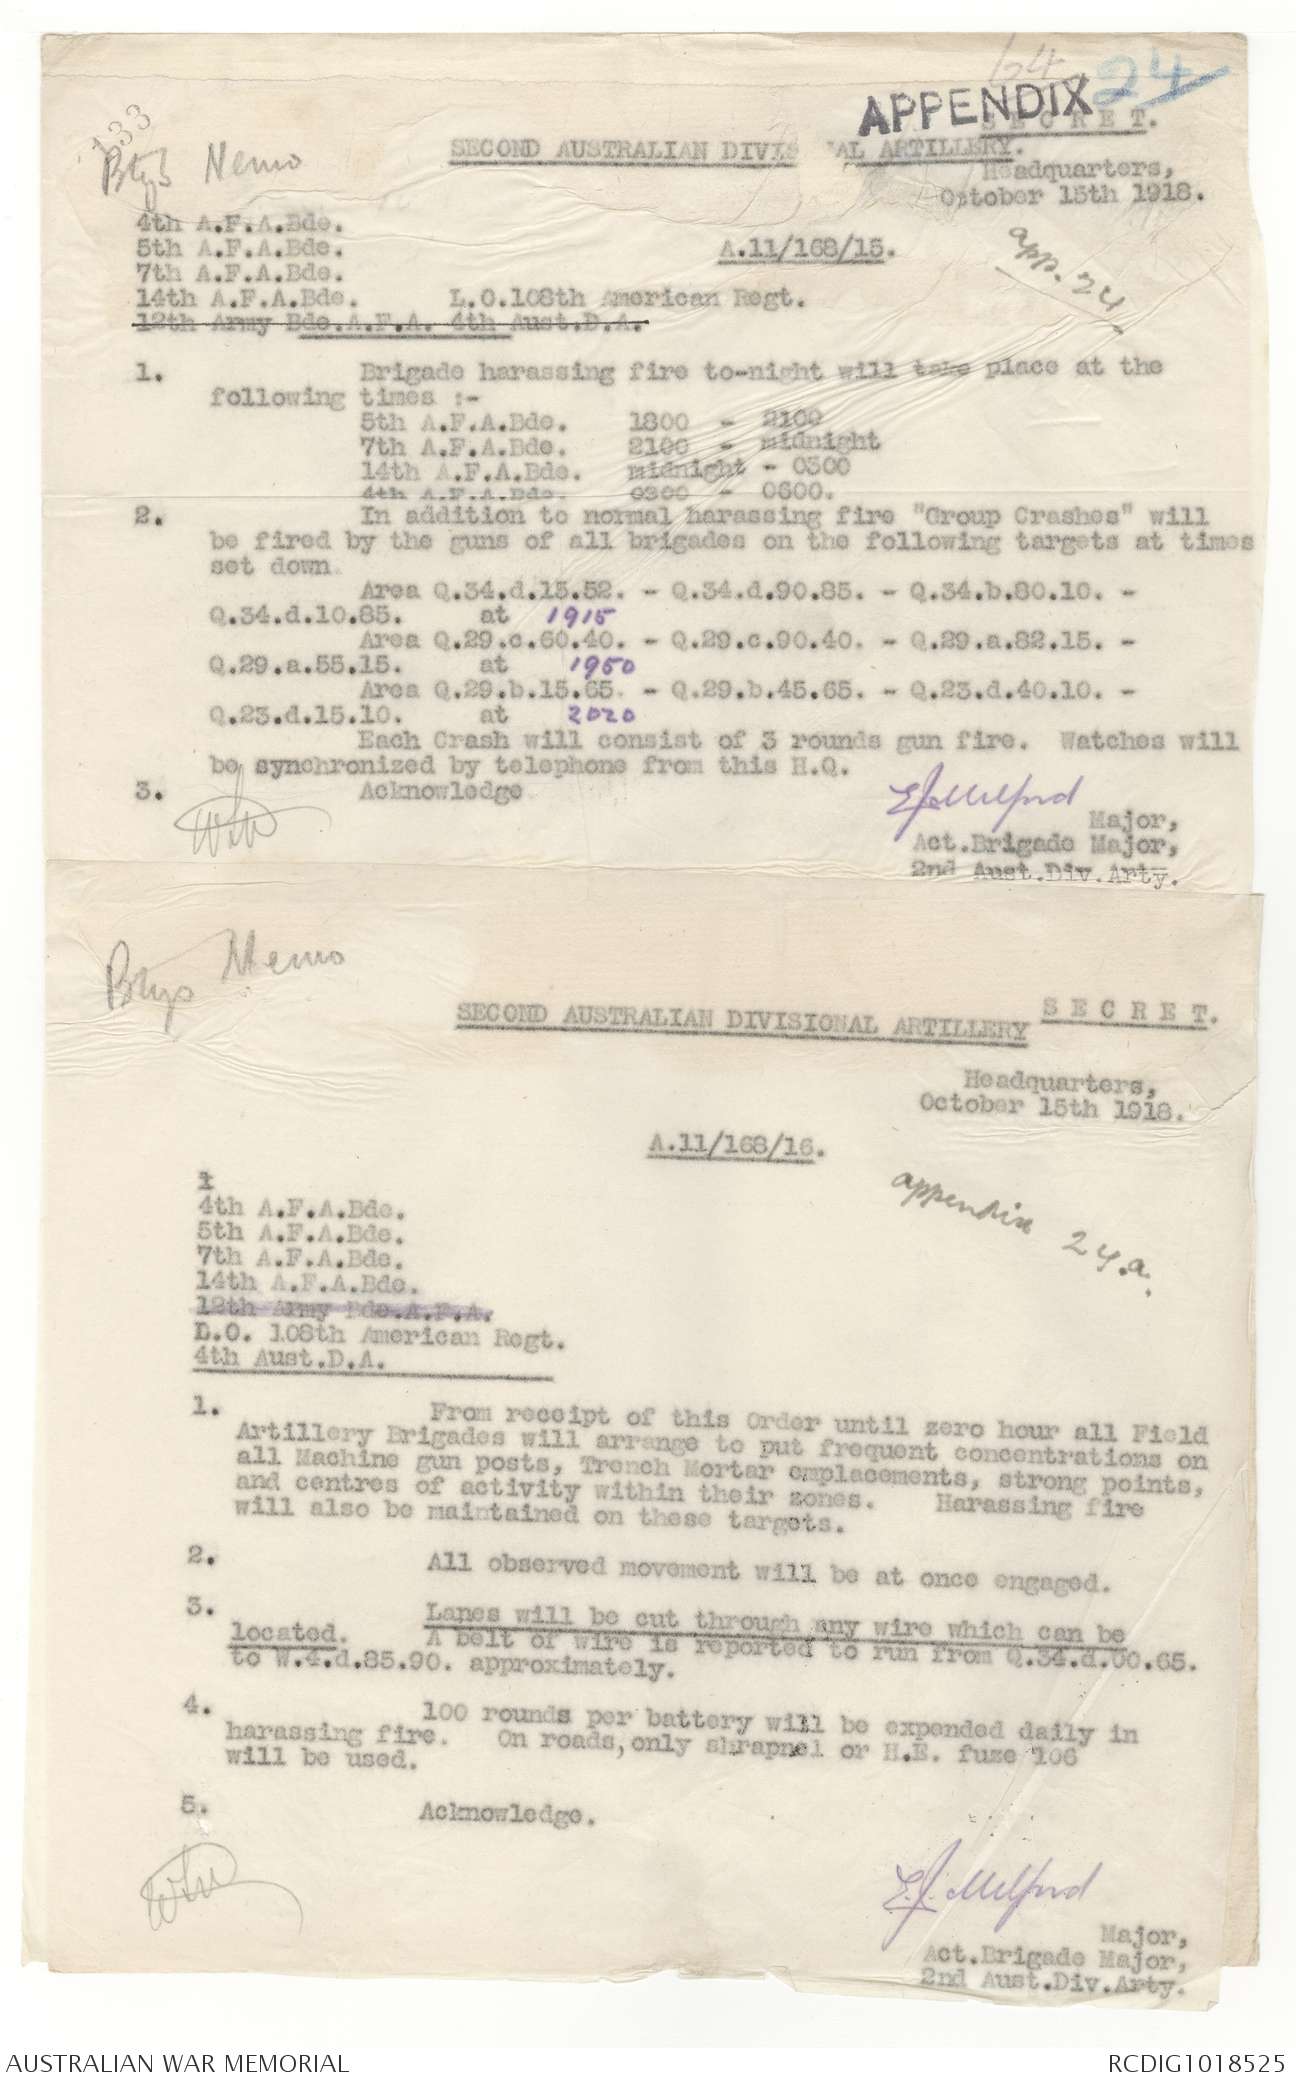 24
APPENDIX 24
133
SECRET.
Btys Memo
SECOND AUSTRALIAN DIVIS AL ARTILLERY.
Headquarters,
October 15th 1918.
4th A.F.A.Bde.
5th A.F.A.Bde.
A.11/168/15.
app. 24
7th A.F.A.Bde.
14th A.F.A.Bde. L.O.108th American Regt.
12th Army Bde.A.F.A. 4th Aust.D.A.
1. Brigade harassing fire to-night will take place at the
following times :-
5th A.F.A.Bde. 1800 - 2100
7th A.F.A.Bde. 2100 - midnight
14th A.F.A.Bde. midnight - 0300
4th A.F.A.Bde. 0300 - 0600.
2. In addition to normal harassing fire "Group Crashes" will
be fired by the guns of all brigades on the following targets at times
set down.
Area Q.34.d.15.52. - Q.34.d.90.85. - Q.34.b.80.10. -
Q.34.d.10.85. at 1915
Area Q.29.c.60.40. - Q.29.c.90.40. - Q.29.a.82.15. -
Q.29.a.55.15. at 1950
Area Q.29.b.15.65. - Q.29.b.45.65. - Q.23.d.40.10. -
Q.23.d.15.10. at 2020
Each Crash will consist of 3 rounds gun fire. Watches will
be synchronized by telephone from this H.Q.
3. Acknowledge
E J Milford
Major,
Act.Brigade Major,
2nd Aust.Div.Arty.
Btys Memo
SECRET.
SECOND AUSTRALIAN DIVISIONAL ARTILLERY
Headquarters,
October 15th 1918.
A.11/168/16.
appendix 24.a.
1
4th A.F.A.Bde.
5th A.F.A.Bde.
7th A.F.A.Bde.
14th A.F.A.Bde.
12th Army Bde.A.F.A.
L.O. 108th American Regt.
4th Aust.D.A.
1. From receipt of this Order until zero hour all Field
Artillery Brigades will arrange to put frequent concentrations on
all Machine gun posts, Trench Mortar emplacements, strong points,
and centres of activity within their zones. Harassing fire
will also be maintained on these targets.
2. All observed movement will be at once engaged.
3. Lanes will be cut through any wire which can be
located. A belt of wire is reported to run from Q.34.d.00.65.
to W.4.d.85.90. approximately.
4. 100 rounds per battery will be expended daily in
harassing fire. On roads, only shrapnel or H.E. fuze 106
will be used.
5. Acknowledge.
E.J. Milford
Major,
Act.Brigade Major,
2nd Aust.Div.Arty.
AUSTRALIAN WAR MEMORIAL
RCDIG1018525